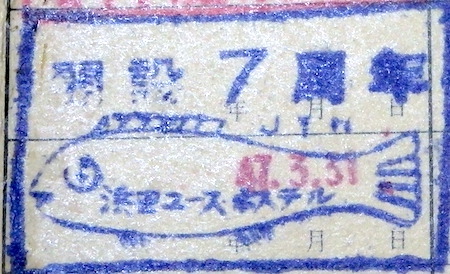 開設7周年
年 月 日
JYH
47.3.31
浜田ユースホステル
年 月 日